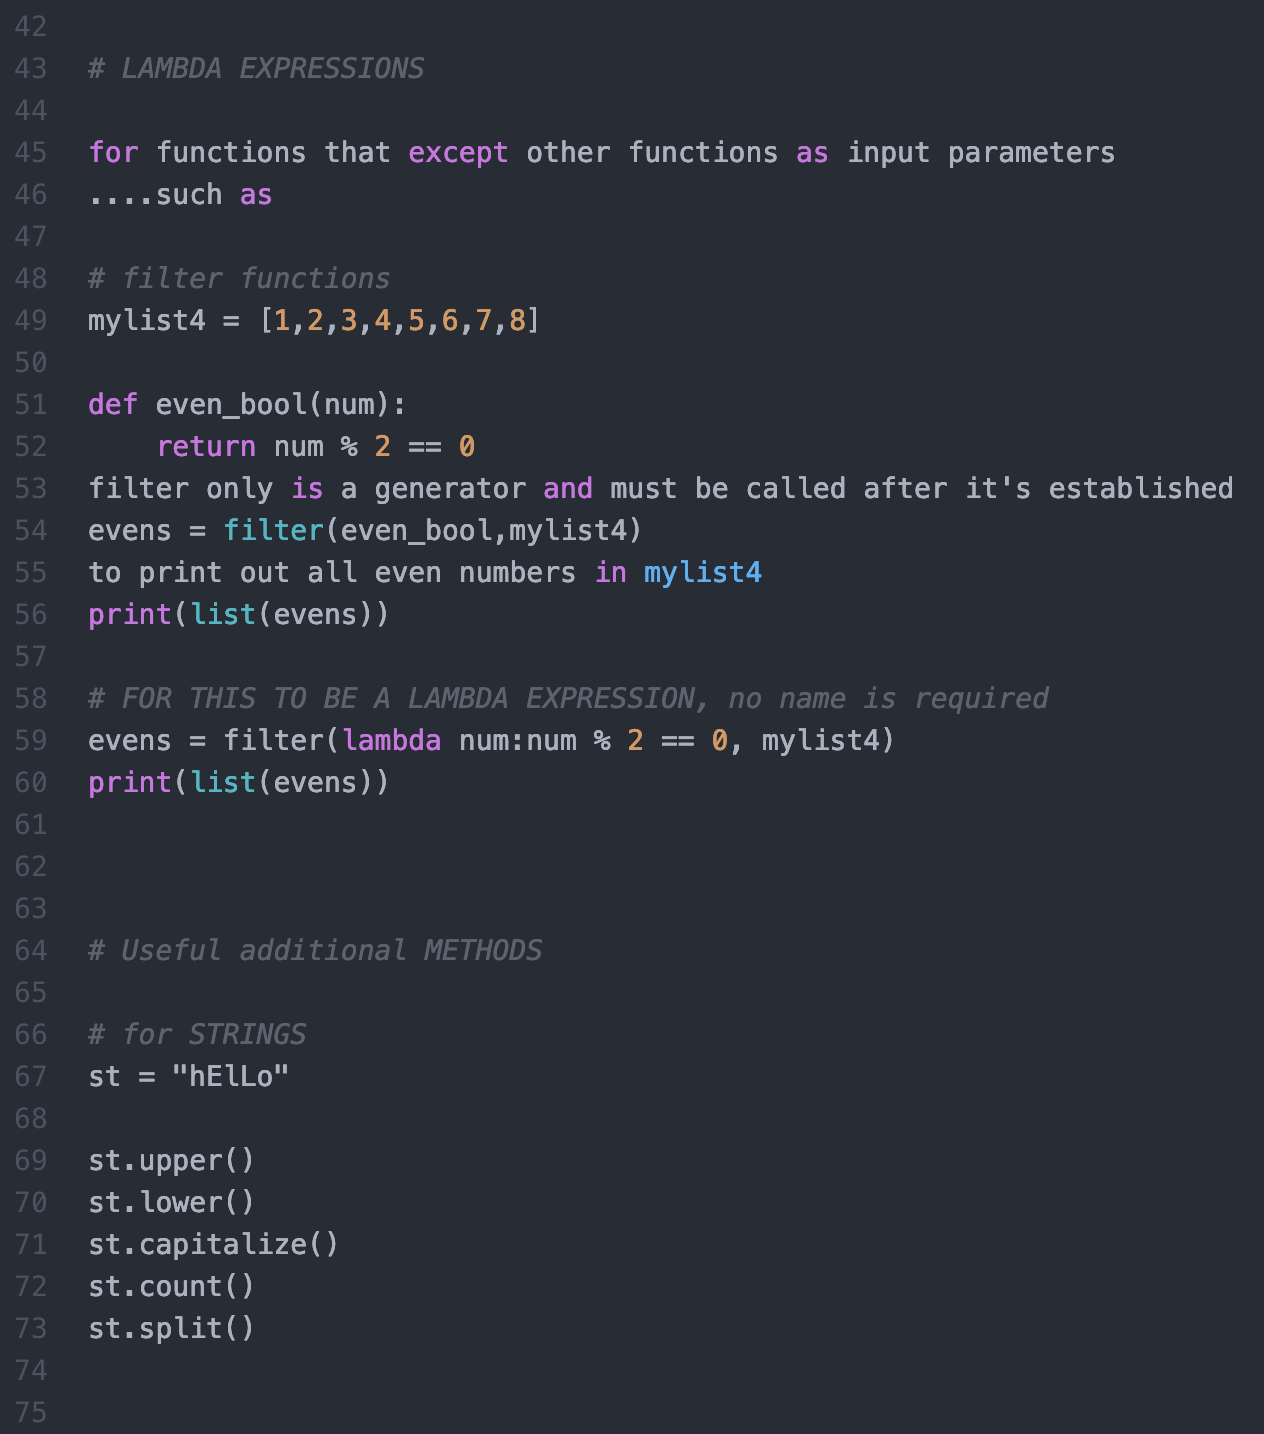 42
43 # LAMBDA EXPRESSIONS
44
45 for functions that except other functions as input parameters
46 ....such as
47
48 # filter functions
49 mylist4 = [1,2,3,4,5,6,7,8]
50
51 def even_bool(num):
52     return num % 2 == 0
53 filter only is a generator and must be called after it's established
54 evens = filter(even_bool,mylist4)
55 to print out all even numbers in mylist4
56 print(list(evens))
57
58 # FOR THIS TO BE A LAMBDA EXPRESSION, no name is required
59 evens = filter(lambda num:num % 2 == 0, mylist4)
60 print(list(evens))
61
62
63
64 # Useful additional METHODS
65
66 # for STRINGS
67 st = "hElLo"
68
69 st.upper()
70 st.lower()
71 st.capitalize()
72 st.count()
73 st.split()
74
75